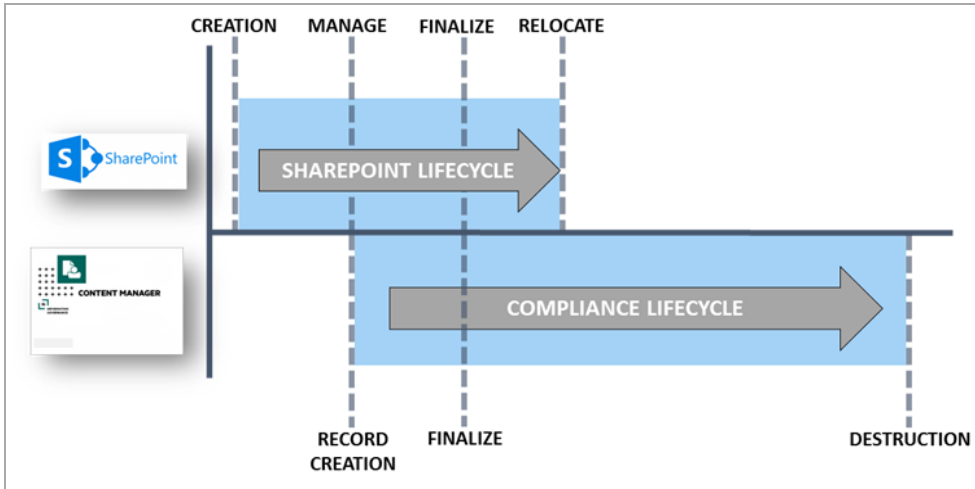 CREATION MANAGE FINALIZE RELOCATE
S SharePoint
SHAREPOINT LIFECYCLE
CONTENT MANAGER
COMPLIANCE LIFECYCLE
RECORD CREATION
FINALIZE
DESTRUCTION